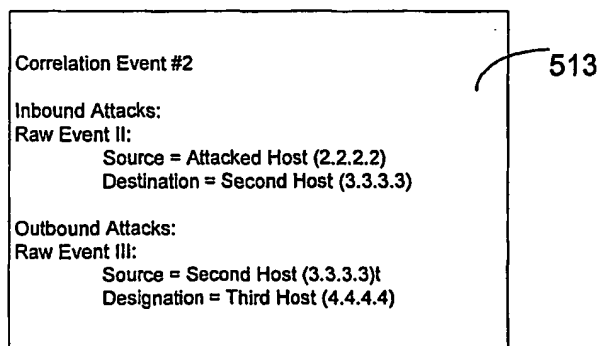 Correlation Event #2
513
Inbound Attacks:
Raw Event II:
Source = Attacked Host (2.2.2.2)
Destination = Second Host (3.3.3.3)
Outbound Attacks:
Raw Event III:
Source = Second Host (3.3.3.3)t
Designation = Third Host (4.4.4.4)